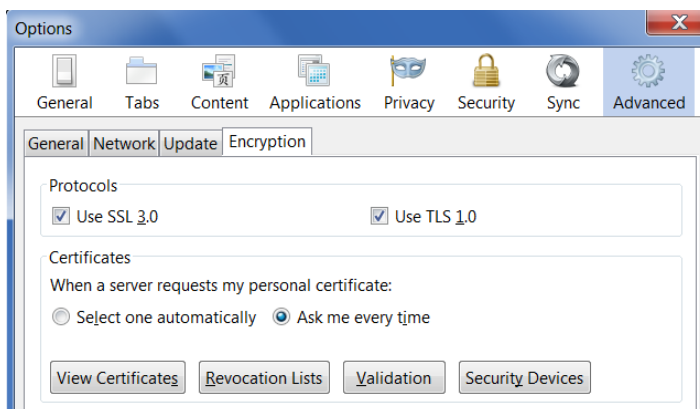 Options
X
页
General Tabs Content Applications Privacy Security Sync Advanced
General Network Update Encryption
Protocols
Use SSL 3.0 Use TLS 1.0
Certificates
When a server requests my personal certificate:
Select one automatically Ask me every time
View Certificates Revocation Lists Validation Security Devices